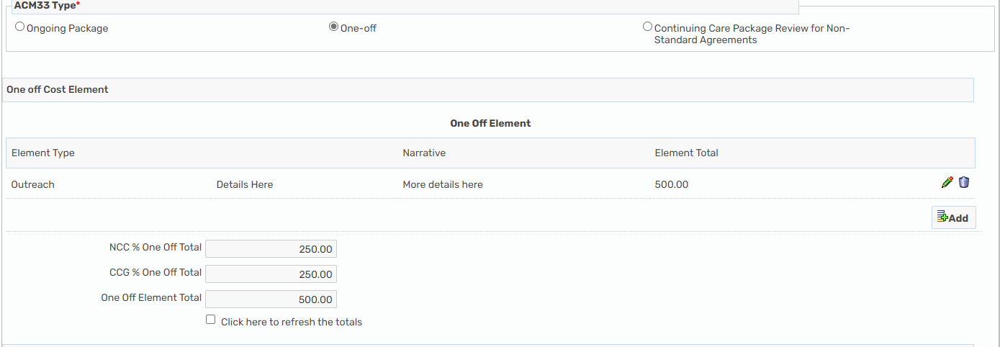 ACM33 Type*
Ongoing Package
One-off
Continuing Care Package Review for Non-
Standard Agreements
One off Cost Element
One Off Element
Element Type Narrative Element Total
Outreach Details Here More details here 500.00
Add
NCC % One Off Total 250.00
CCG % One Off Total 250.00
One Off Element Total 500.00
Click here to refresh the totals